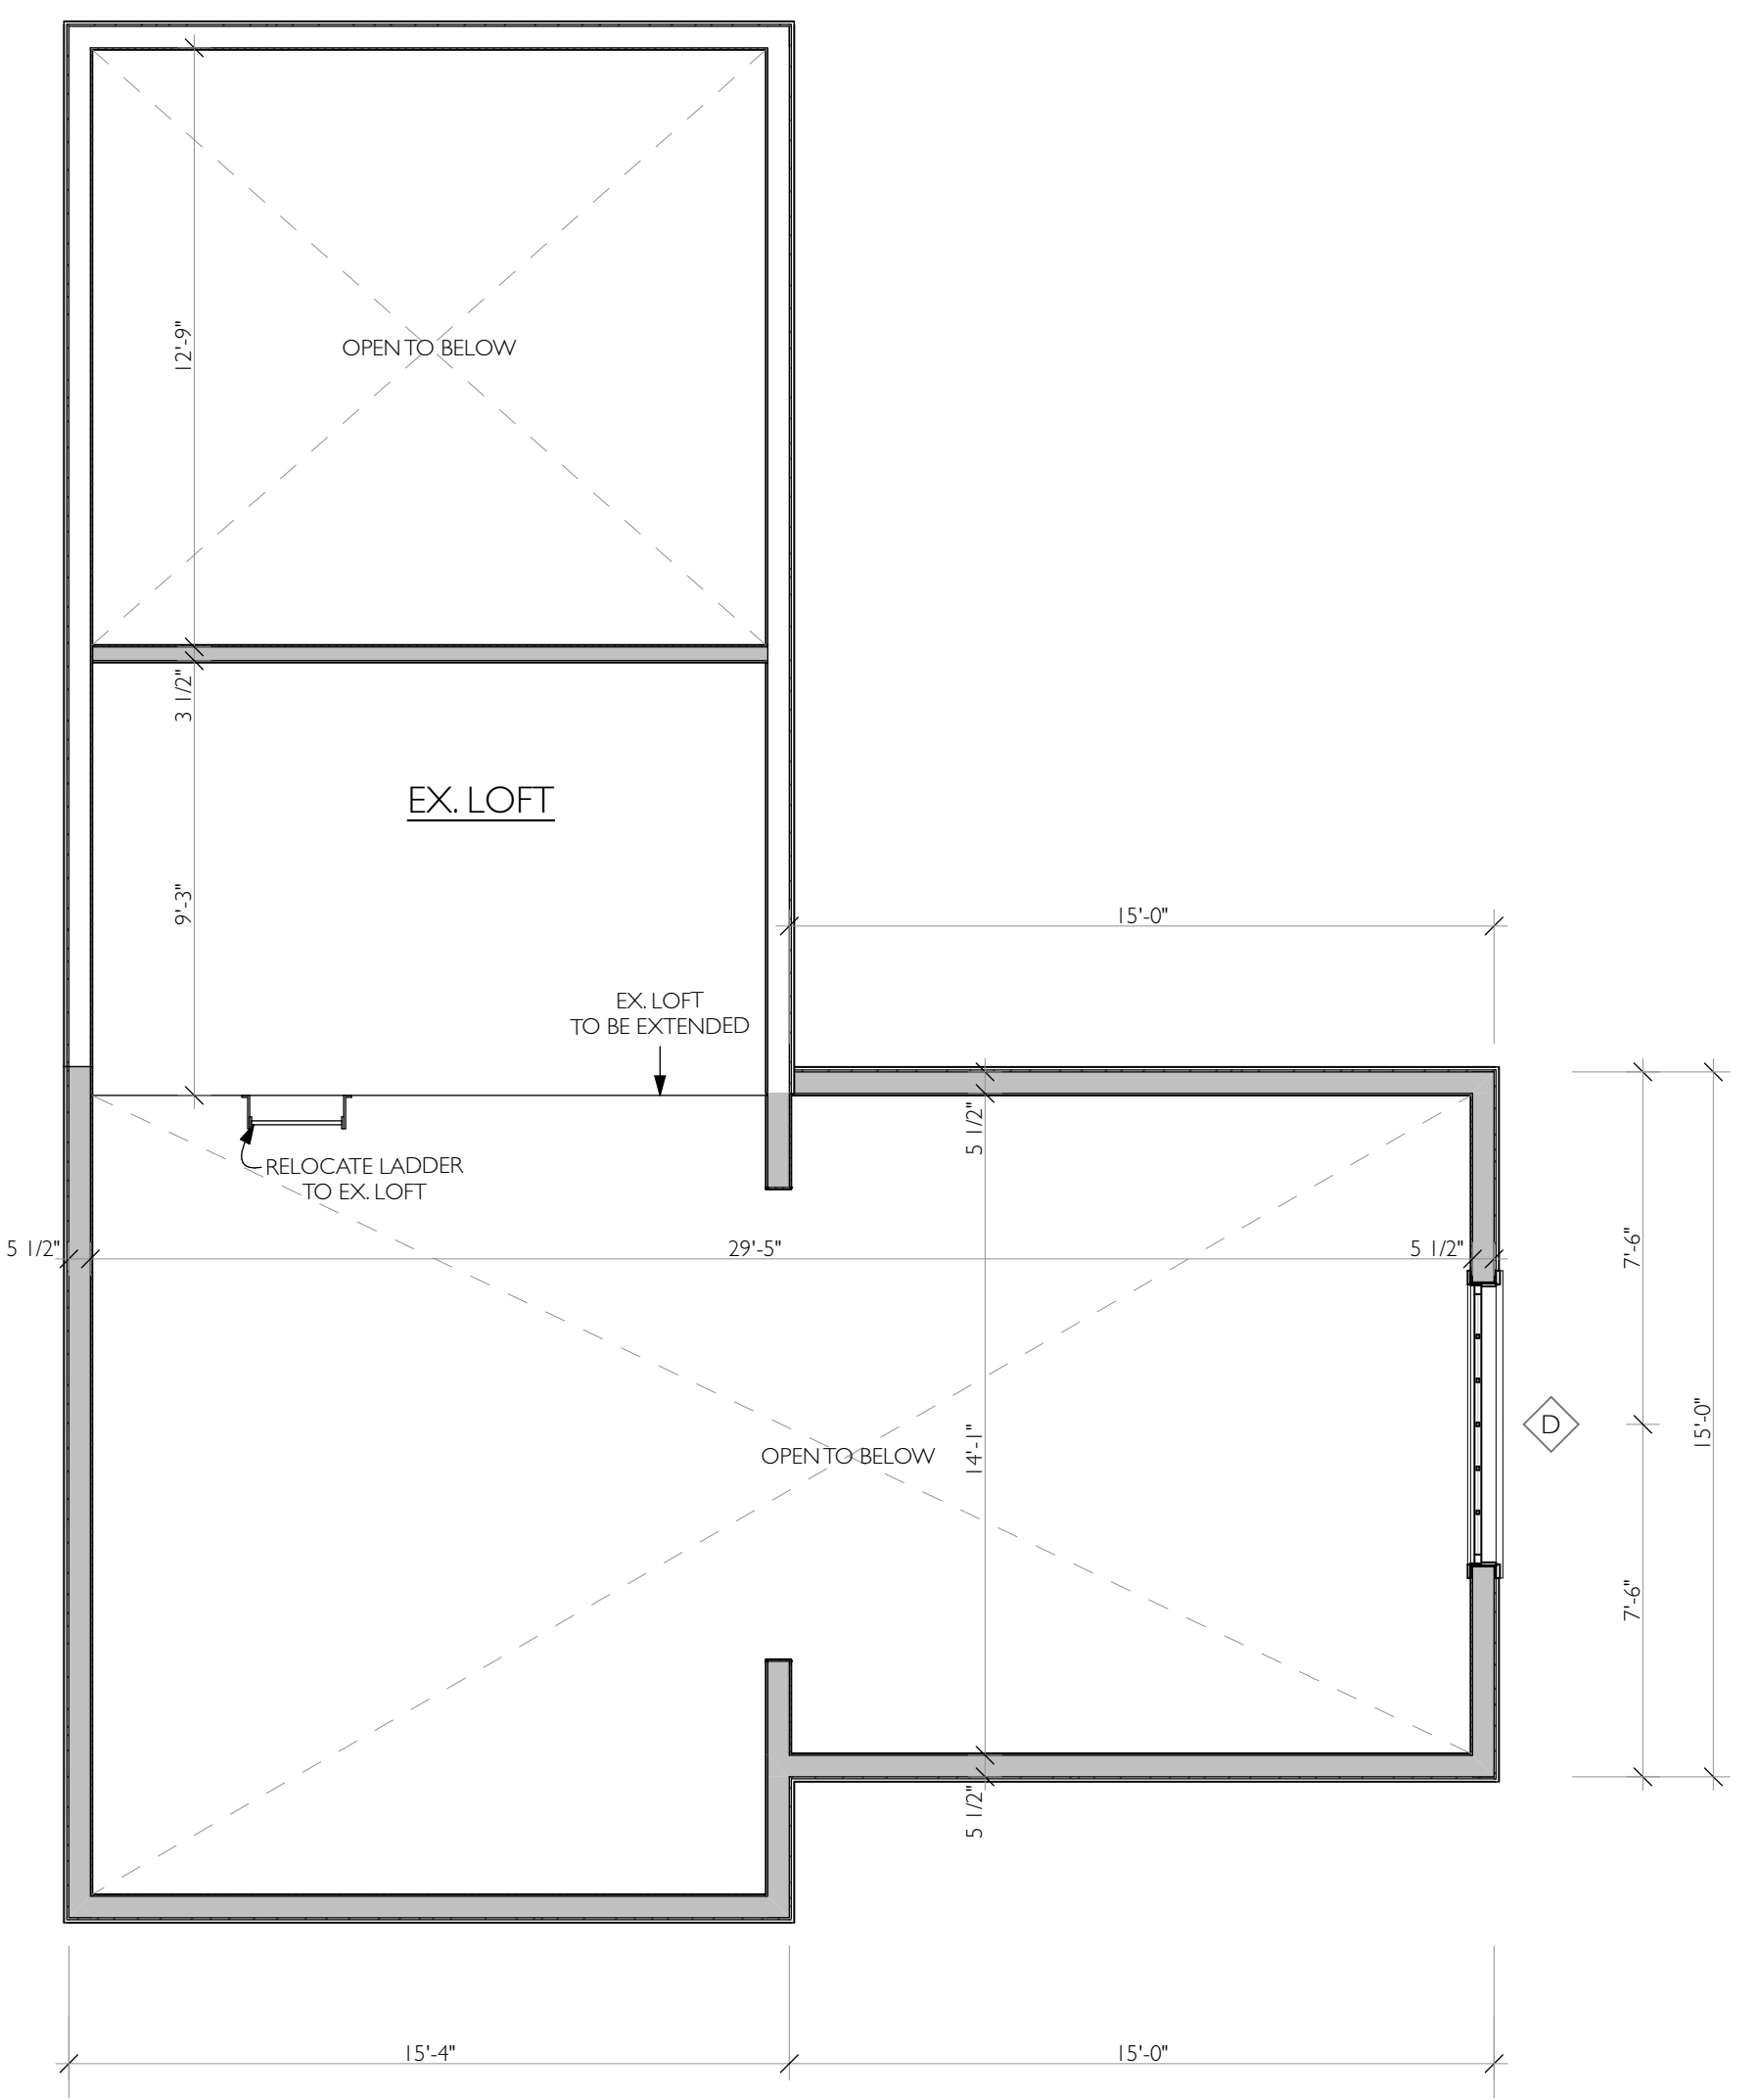 12'-9"
OPEN TO BELOW
3 1/2"
EX. LOFT
9'-3"
15'-0"
EX. LOFT
TO BE EXTENDED
5 1/2"
RELOCATE LADDER
TO EX. LOFT
5 1/2"
29'-5"
5 1/2"
7'-6"
D
15'-0"
14'-1"
OPEN TO BELOW
7'-6"
5 1/2"
15'-4"
15'-0"